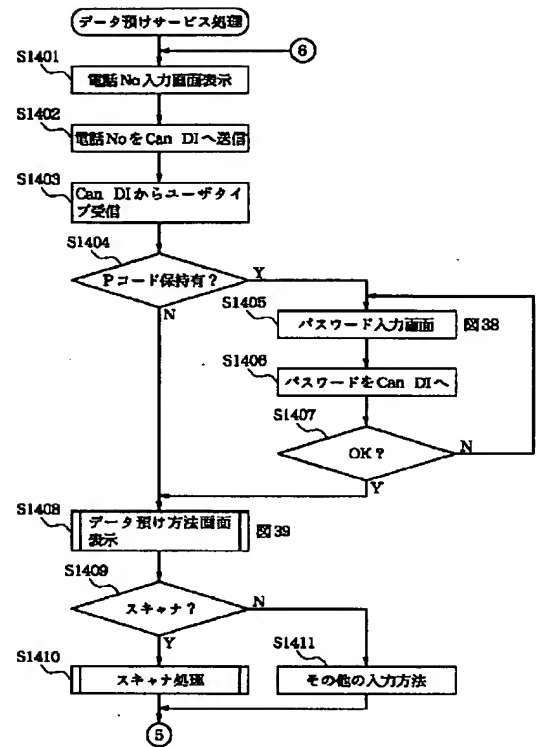 データ預けサービス処理
6
S1401
電話No入力画面表示
S1402
電話NoをCan DIへ送信
S1403
Can DIからユーザタイ
プ受信
S1404
Pコード保持有?
Y
N
S1405
パスワード入力画面
図38
S1406
パスワードをCan DIへ
S1407
OK?
N
Y
S1408
データ預け方法画面
表示
図39
S1409
スキャナ?
N
Y
S1410
スキャナ処理
S1411
その他の入力方法
5